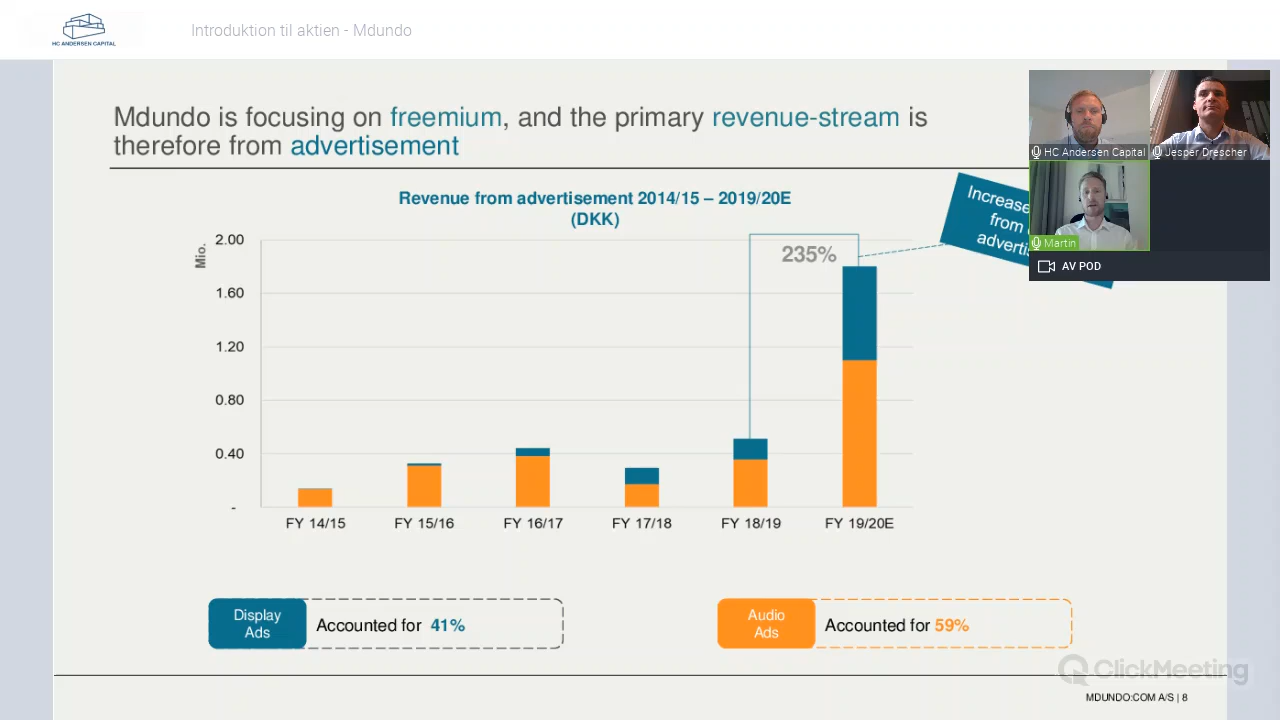 HC ANDERSEN CAPITAL
Introduktion til aktien - Mdundo
Mdundo is focusing on freemium, and the primary revenue-stream is
therefore from advertisement
Revenue from advertisement 2014/15 – 2019/20E
(DKK)
Mio.
2.00
1.60
1.20
0.80
0.40
-
235%
Increase
from
FY 14/15
FY 15/16
FY 16/17
FY 17/18
FY 18/19
FY 19/20E
HC Andersen Capital
Jesper Drescher
Martin
AV POD
Display
Ads
Accounted for 41%
Audio
Ads
Accounted for 59%
ClickMeeting
MDUNDO.COM A/S | 8